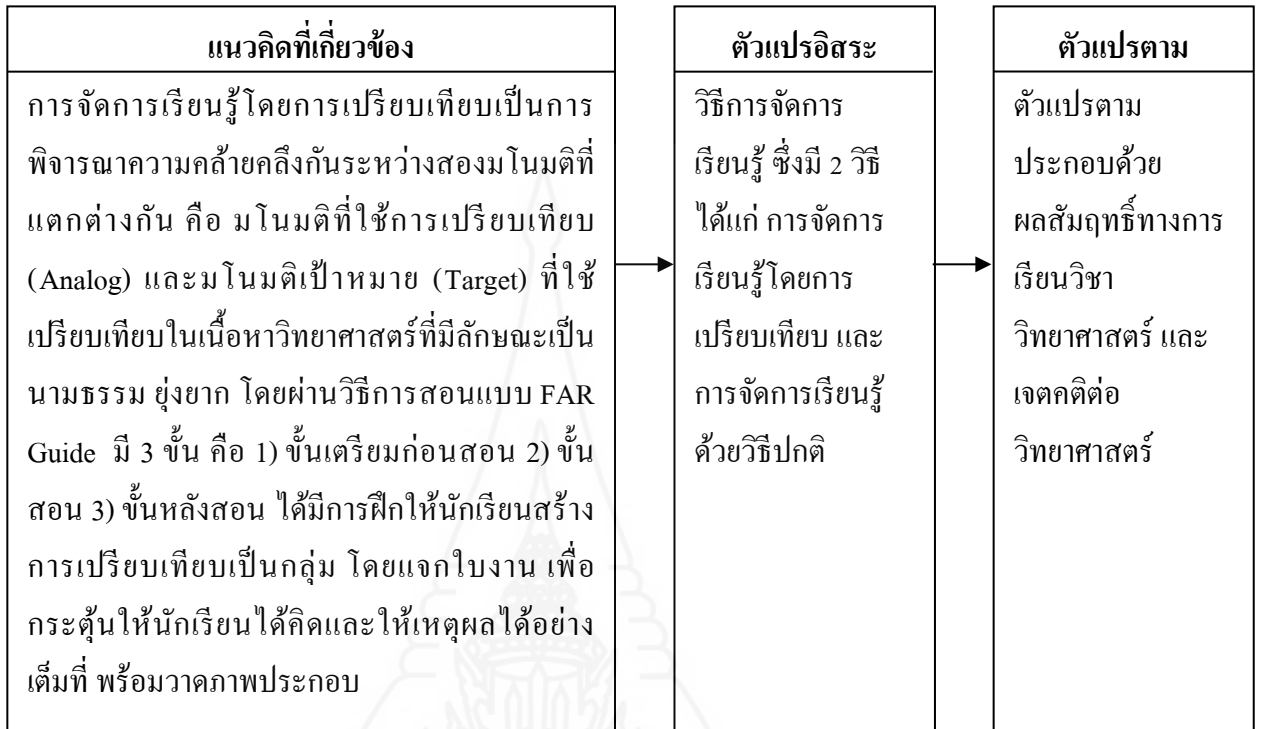 แนวคิดที่เกี่ยวข้อง
การจัดการเรียนรู้โดยการเปรียบเทียบเป็นการ
พิจารณาความคล้ายคลึงกันระหว่างสองมโนมติที่
แตกต่างกัน คือ มโนมติที่ใช้การเปรียบเทียบ
(Analog) และมโนมติเป้าหมาย (Target) ที่ใช้
เปรียบเทียบในเนื้อหาวิทยาศาสตร์ที่มีลักษณะเป็น
นามธรรม ยุ่งยาก โดยผ่านวิธีการสอนแบบ FAR
Guide มี 3 ขั้น คือ 1) ขั้นเตรียมก่อนสอน 2) ขั้น
สอน 3) ขั้นหลังสอน ได้มีการฝึกให้นักเรียนสร้าง
การเปรียบเทียบเป็นกลุ่ม โดยแจกใบงาน เพื่อ
กระตุ้นให้นักเรียนได้คิดและให้เหตุผลได้อย่าง
เต็มที่ พร้อมวาดภาพประกอบ
ตัวแปรอิสระ
วิธีการจัดการ
เรียนรู้ ซึ่งมี 2 วิธี
ได้แก่ การจัดการ
เรียนรู้โดยการ
เปรียบเทียบ และ
การจัดการเรียนรู้
ด้วยวิธีปกติ
ตัวแปรตาม
ตัวแปรตาม
ประกอบด้วย
ผลสัมฤทธิ์ทางการ
เรียนวิชา
วิทยาศาสตร์ และ
เจตคติต่อ
วิทยาศาสตร์